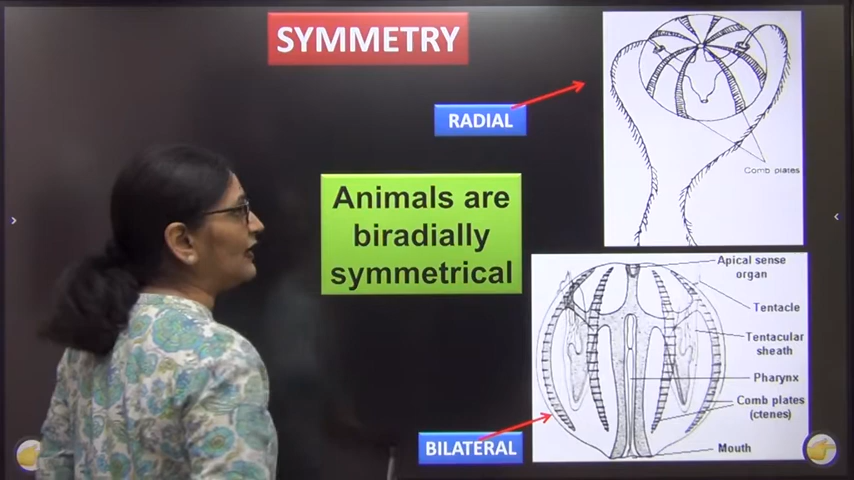 SYMMETRY
RADIAL
Comb plates
Animals are
biradially
symmetrical
Apical sense
organ
Tentacle
Tentacular
sheath
Pharynx
Comb plates
(ctenes)
BILATERAL
Mouth